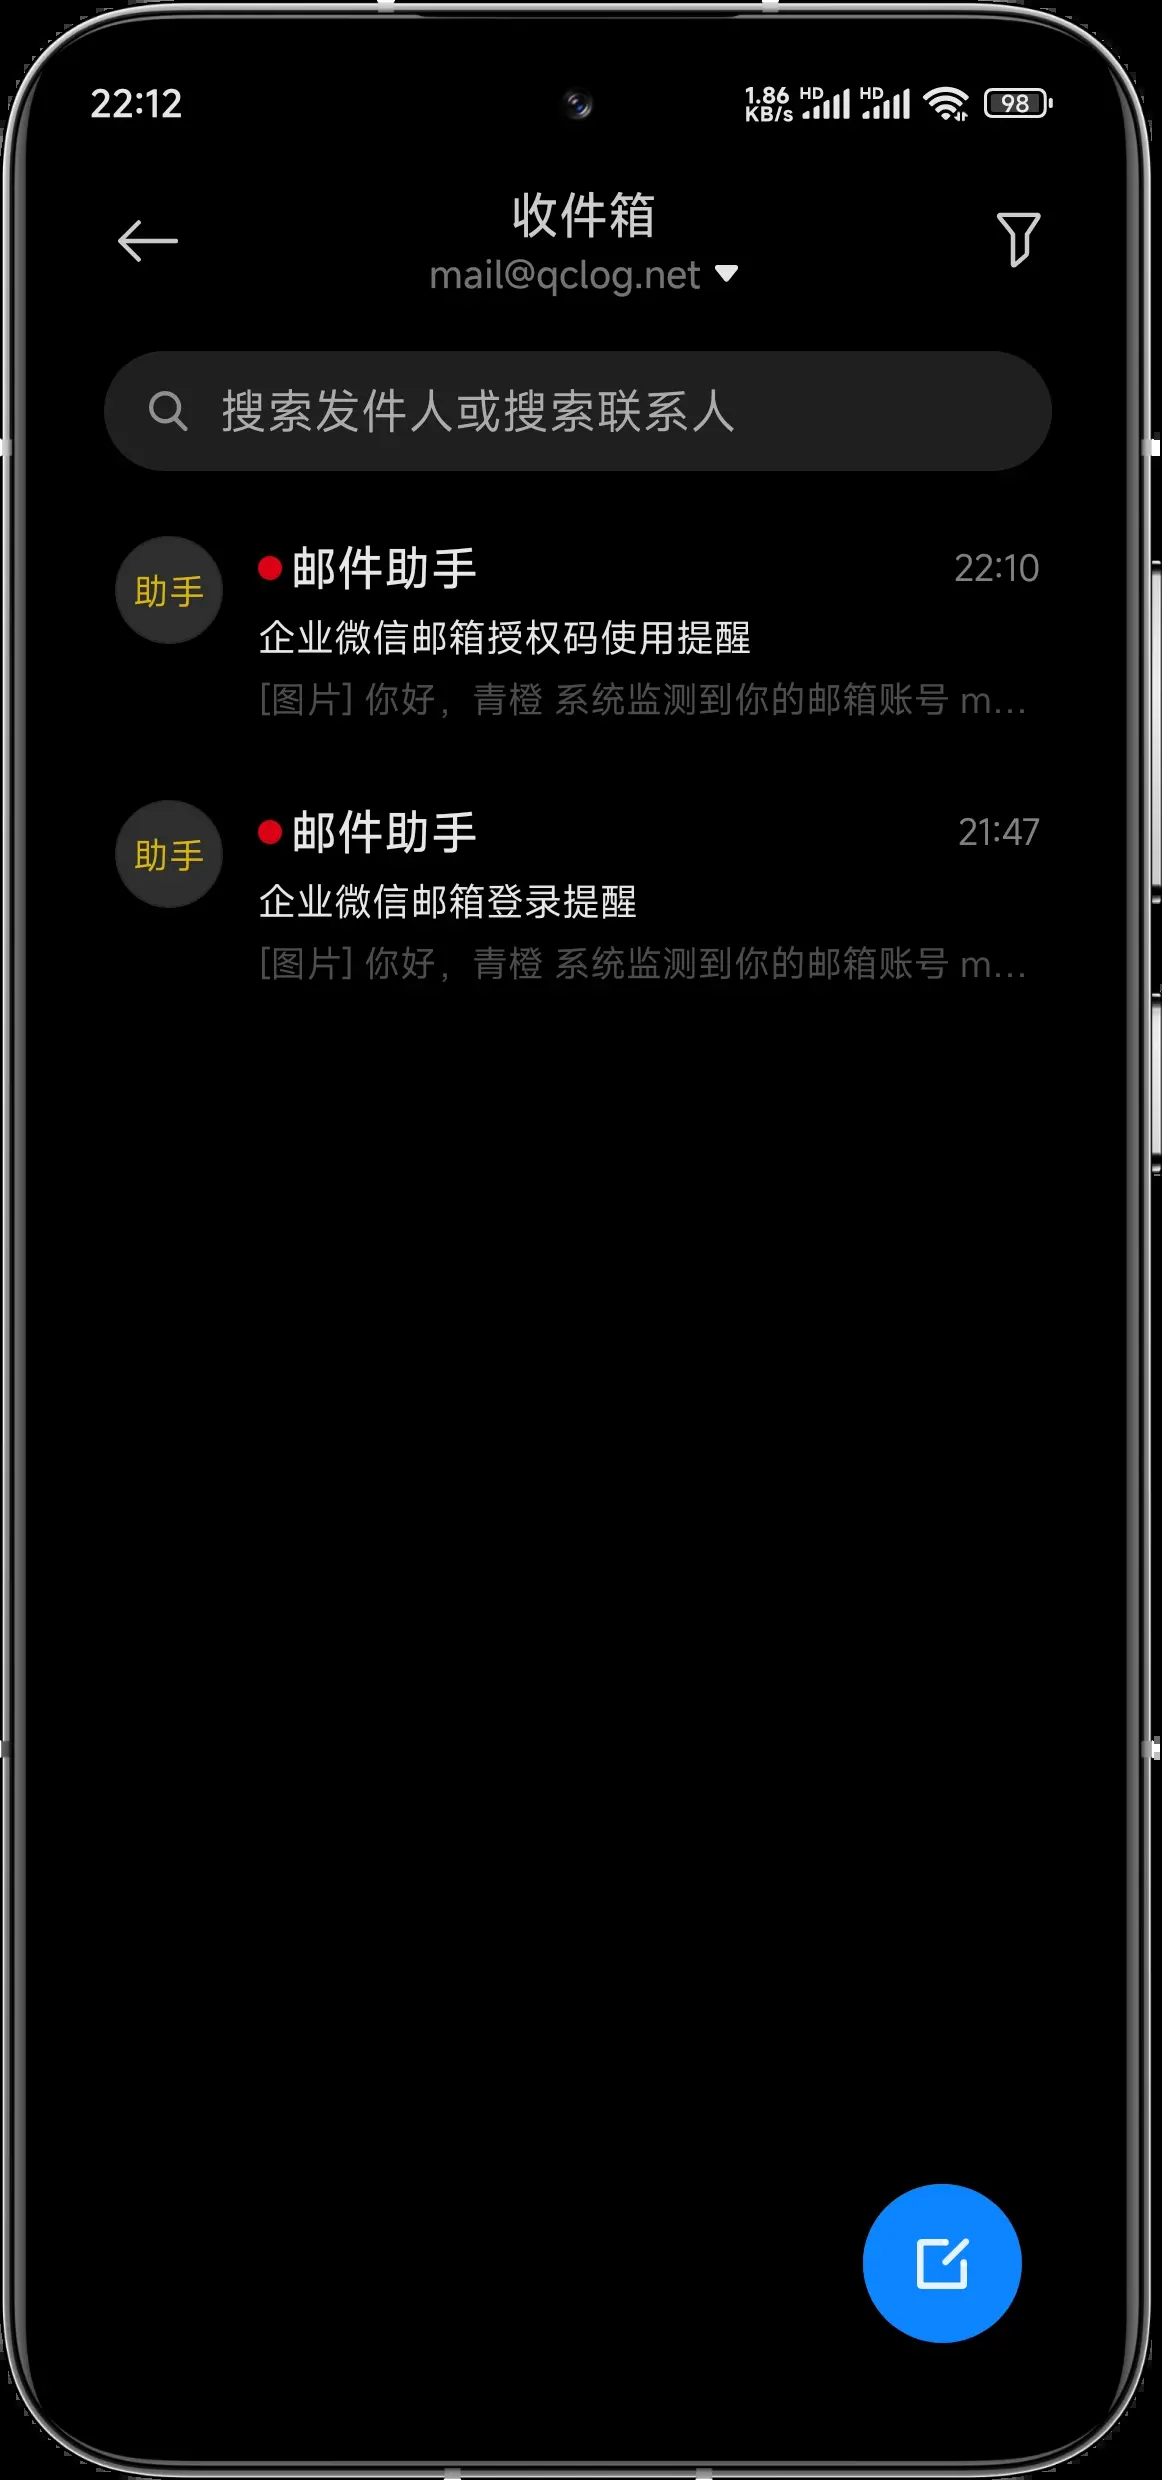 22:12
1.86 KB/s HD HD 98
收件箱
mail@qclog.net
搜索发件人或搜索联系人
助手
邮件助手
22:10
企业微信邮箱授权码使用提醒
[图片] 你好，青橙 系统监测到你的邮箱账号 m...
助手
邮件助手
21:47
企业微信邮箱登录提醒
[图片] 你好，青橙 系统监测到你的邮箱账号 m...